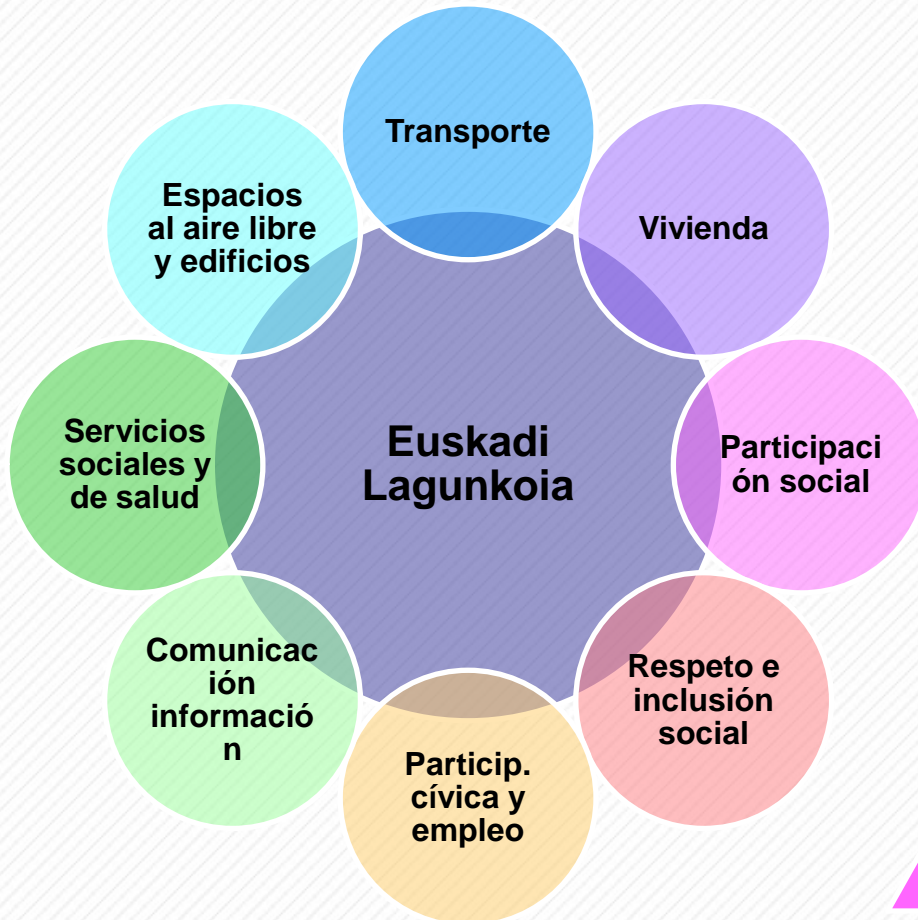 Transporte
Vivienda
Participaci
ón social
Respeto e
inclusión
social
Particip.
cívica y
empleo
Comunicac
ión
informació
n
Servicios
sociales y
de salud
Espacios
al aire libre
y edificios
Euskadi
Lagunkoia